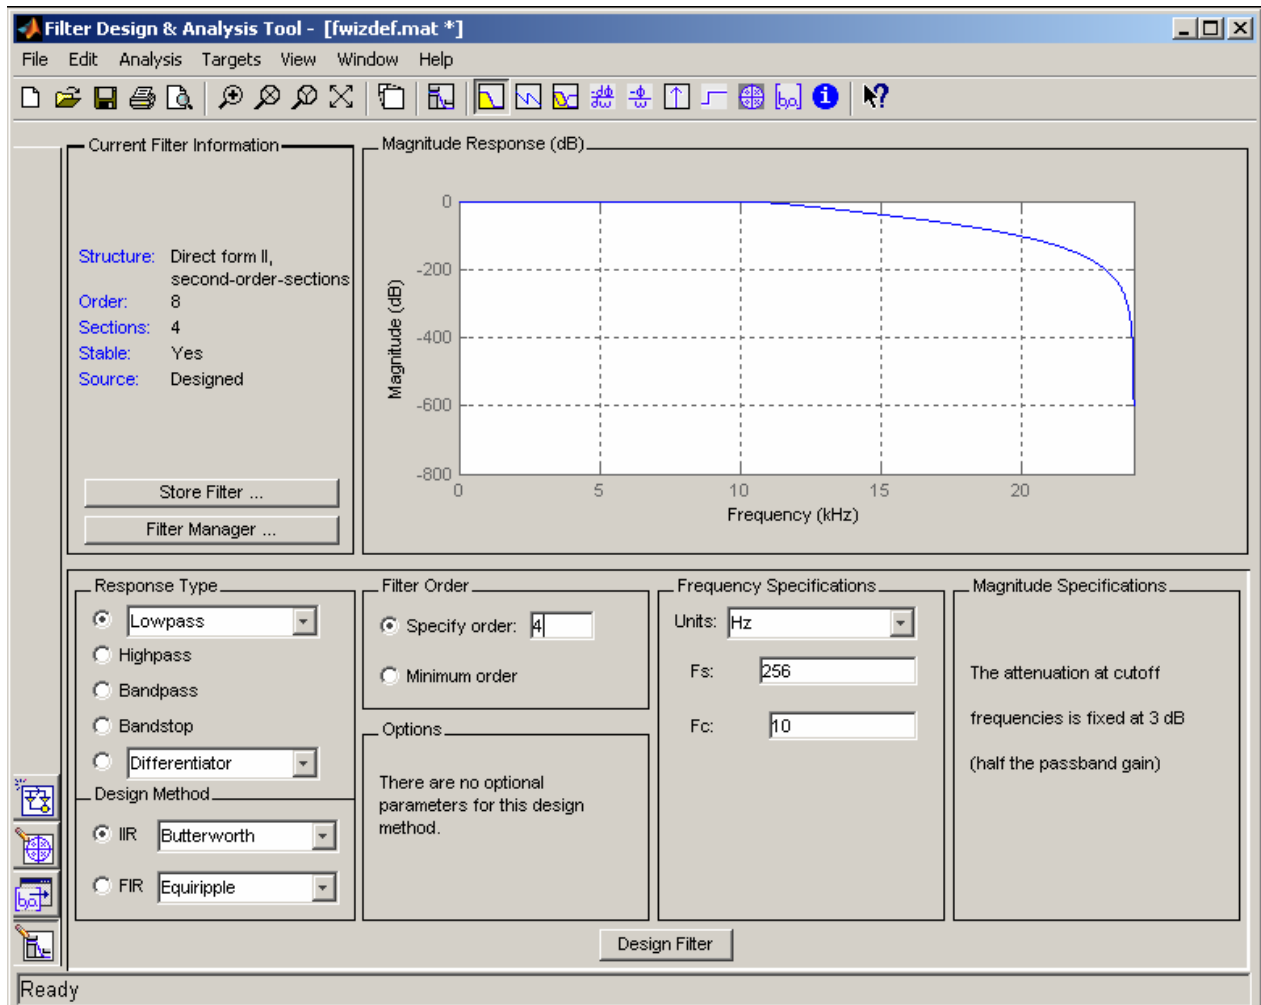 Filter Design & Analysis Tool - [fwizdef.mat *]
File Edit Analysis Targets View Window Help
Current Filter Information
Structure: Direct form II,
second-order-sections
Order: 8
Sections: 4
Stable: Yes
Source: Designed
Store Filter ...
Filter Manager ...
Magnitude Response (dB)
0
-200
-400
-600
-800
Magnitude (dB)
0 5 10 15 20
Frequency (kHz)
Response Type
Lowpass
Highpass
Bandpass
Bandstop
Differentiator
Design Method
IIR Butterworth
FIR Equiripple
Filter Order
Specify order: 4
Minimum order
Options
There are no optional
parameters for this design
method.
Frequency Specifications
Units: Hz
Fs: 256
Fc: 10
Magnitude Specifications
The attenuation at cutoff
frequencies is fixed at 3 dB
(half the passband gain)
Design Filter
Ready